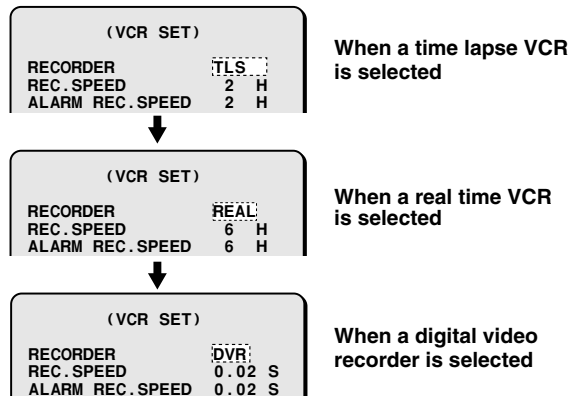 (VCR SET)
RECORDER TLS
REC.SPEED 2 H
ALARM REC.SPEED 2 H
When a time lapse VCR
is selected
(VCR SET)
RECORDER REAL
REC.SPEED 6 H
ALARM REC.SPEED 6 H
When a real time VCR
is selected
(VCR SET)
RECORDER DVR
REC.SPEED 0.02 S
ALARM REC.SPEED 0.02 S
When a digital video
recorder is selected